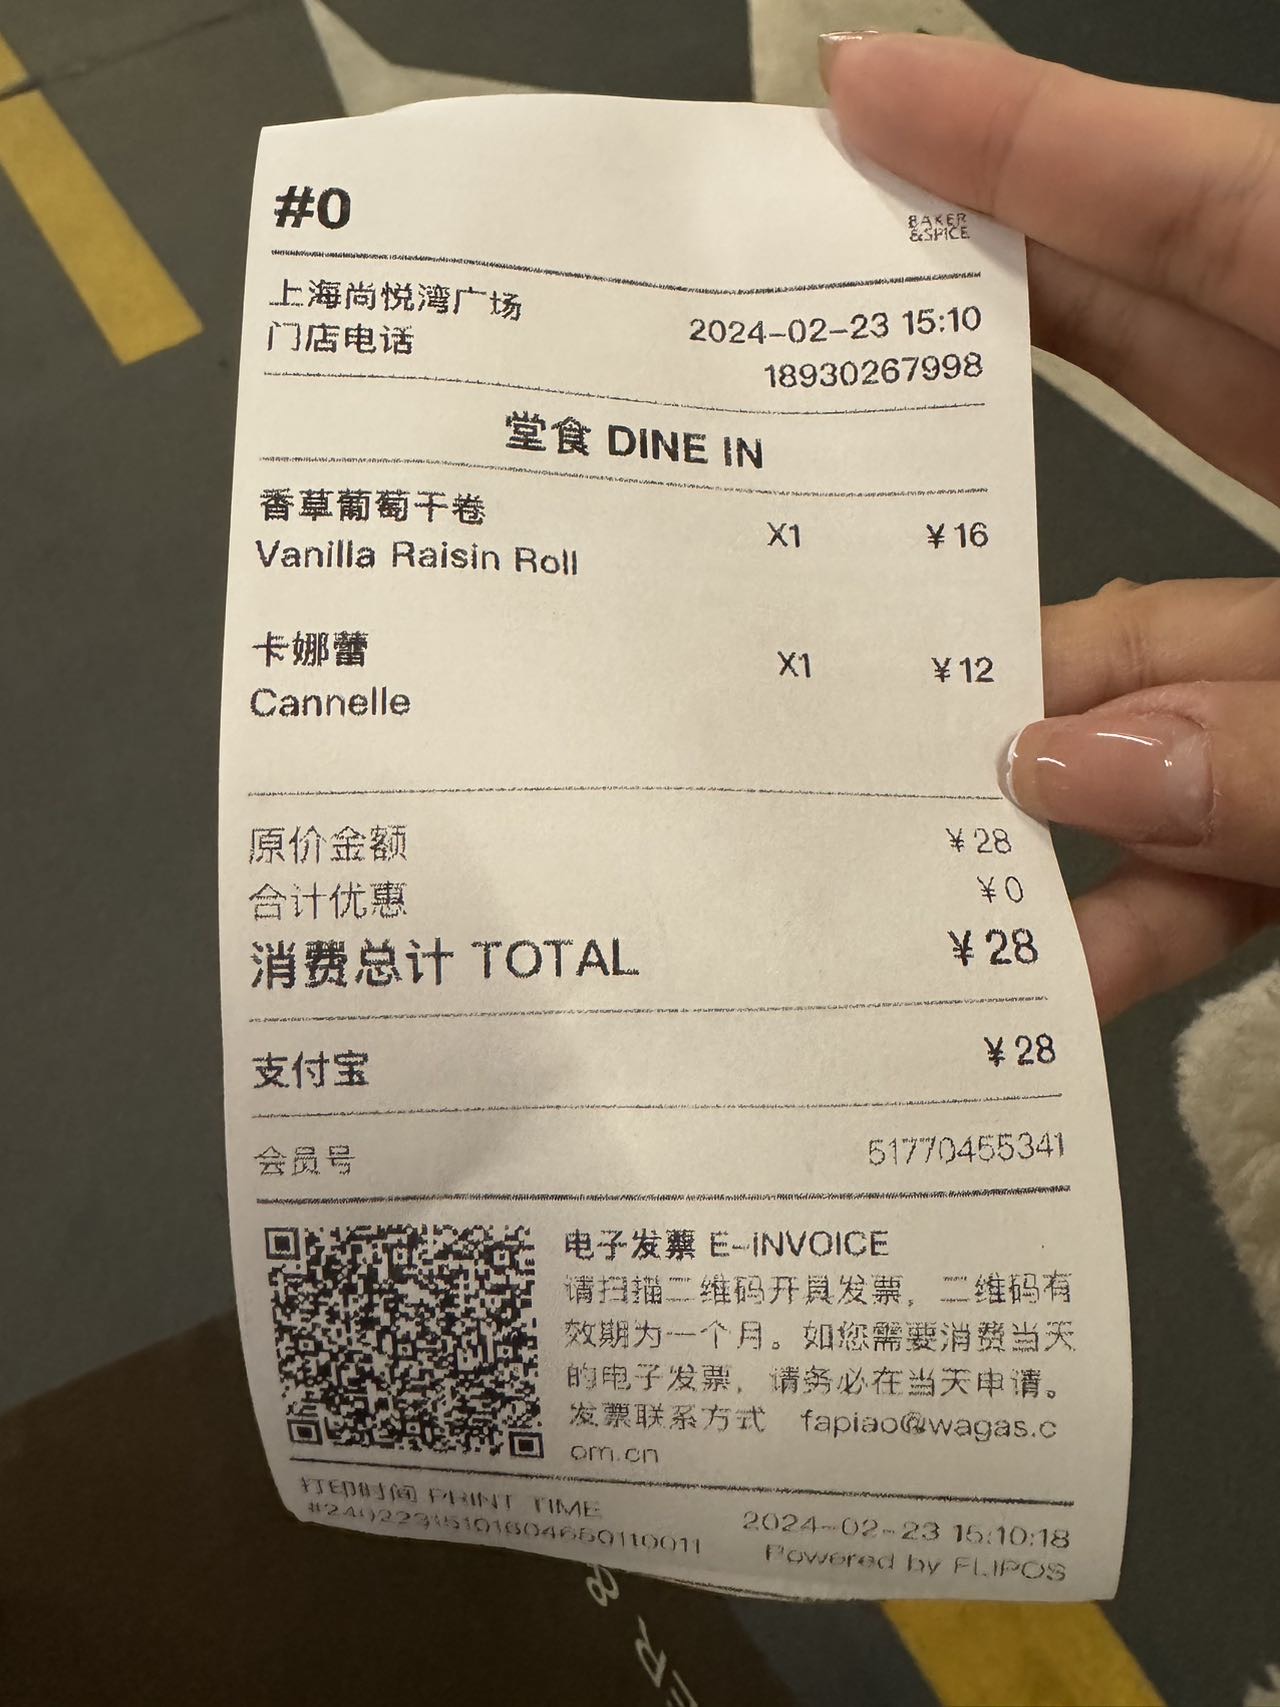 #0
BAKER
&SPICE
上海尚悦湾广场
2024-02-23 15:10
门店电话
18930267998
堂食 DINE IN
香草葡萄干卷
Vanilla Raisin Roll
X1
¥16
卡娜蕾
Cannelle
X1
¥12
原价金额
¥28
合计优惠
¥0
消费总计 TOTAL
¥28
支付宝
¥28
会员号
51770455341
电子发票 E-INVOICE
请扫描二维码开具发票，二维码有
效期为一个月。如您需要消费当天
的电子发票，请务必在当天申请。
发票联系方式 fapiao@wagas.c
om.cn
打印时间 PRINT TIME
2024-02-23 15:10:18
Powered by FLIPOS